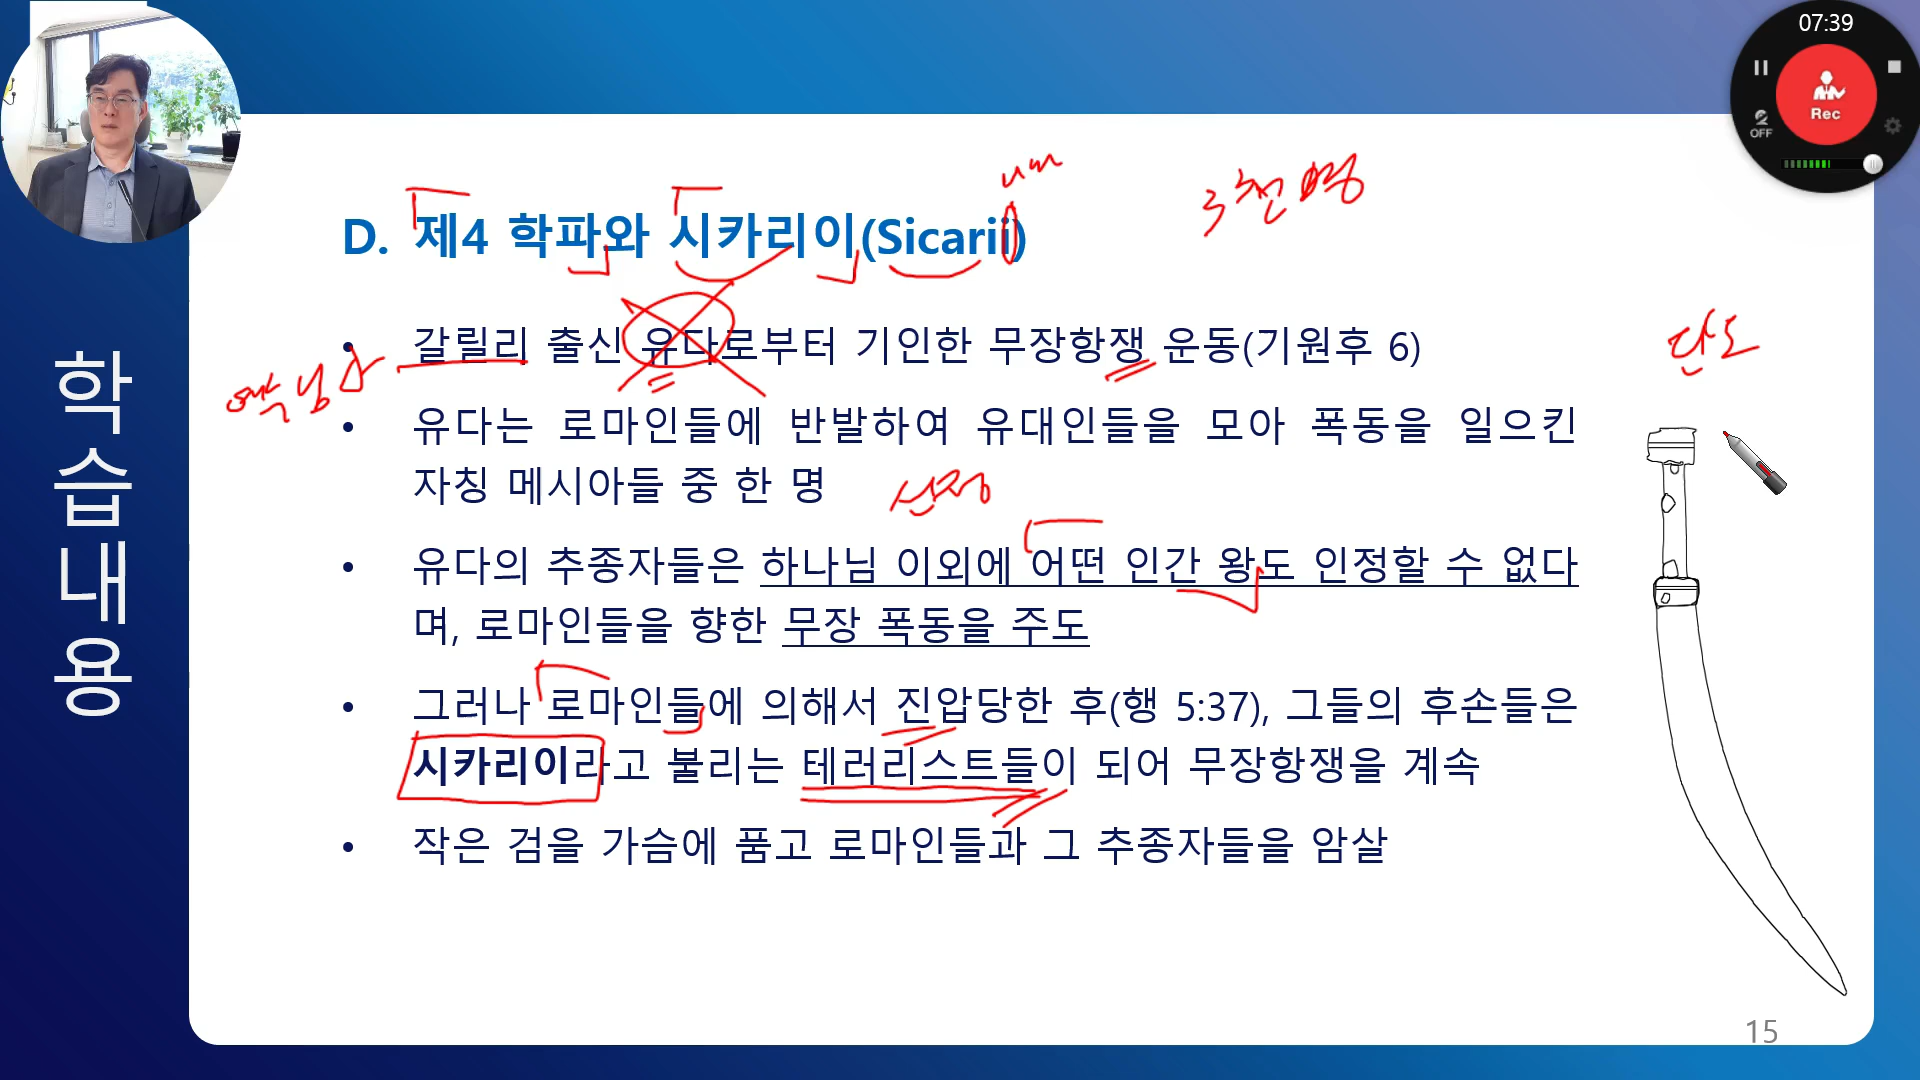 07:39
Rec
OFF
학습내용
um
3천명
D. 제4 학파와 시카리이(Sicarii)
단도
• 갈릴리 출신 유다로부터 기인한 무장항쟁 운동(기원후 6)
• 유다는 로마인들에 반발하여 유대인들을 모아 폭동을 일으킨
자칭 메시아들 중 한 명
신정
• 유다의 추종자들은 하나님 이외에 어떤 인간 왕도 인정할 수 없다
며, 로마인들을 향한 무장 폭동을 주도
• 그러나 로마인들에 의해서 진압당한 후(행 5:37), 그들의 후손들은
시카리이라고 불리는 테러리스트들이 되어 무장항쟁을 계속
• 작은 검을 가슴에 품고 로마인들과 그 추종자들을 암살
15